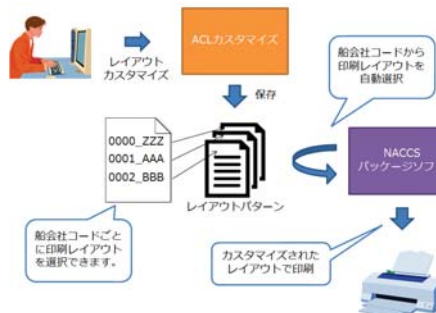 ACLカスタマイズ
レイアウト
カスタマイズ
船会社コードから
印刷レイアウトを
自動選択
保存
0000_ZZZ
0001_AAA
0002_BBB
NACCS
パッケージソフト
レイアウトパターン
船会社コードごと
に印刷レイアウト
を選択できます。
カスタマイズされた
レイアウトで印刷